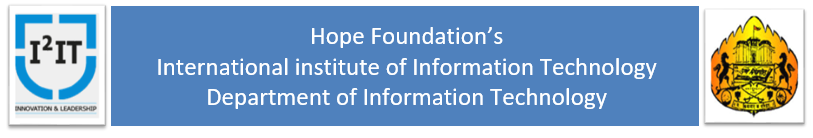 I²IT
INNOVATION & LEADERSHIP
Hope Foundation's
International institute of Information Technology
Department of Information Technology